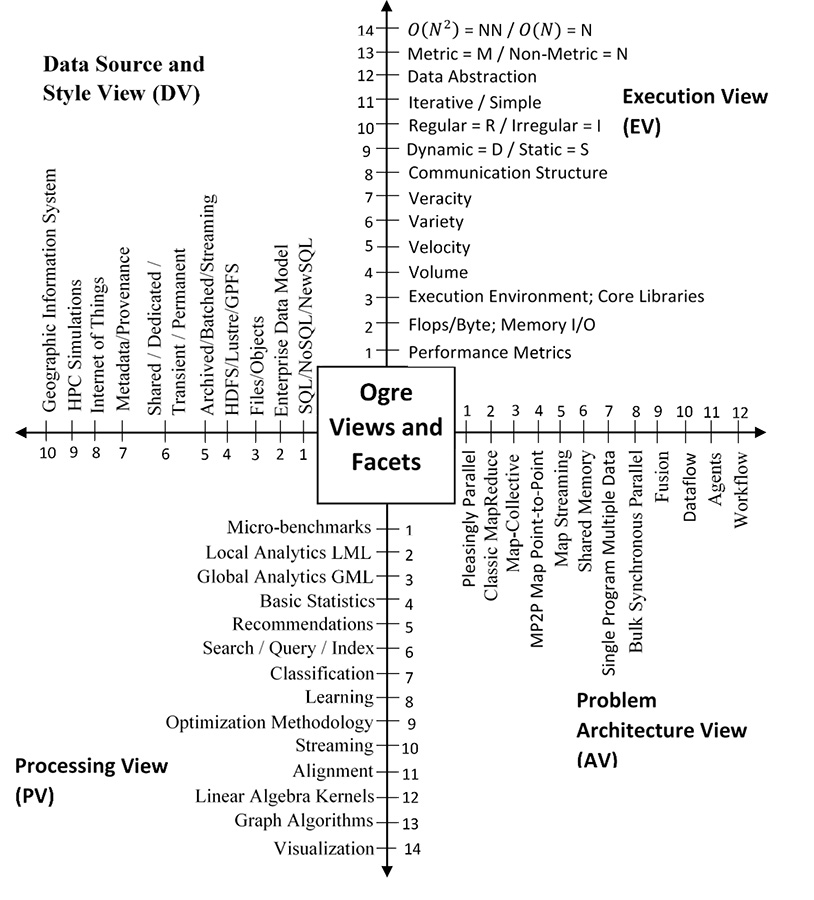 Data Source and
Style View (DV)
14 O(N²) = NN / O(N) = N
13 Metric = M / Non-Metric = N
12 Data Abstraction
11 Iterative / Simple
10 Regular = R / Irregular = I
9 Dynamic = D / Static = S
8 Communication Structure
7 Veracity
6 Variety
5 Velocity
4 Volume
3 Execution Environment; Core Libraries
2 Flops/Byte; Memory I/O
1 Performance Metrics
Execution View
(EV)
Geographic Information System
HPC Simulations
Internet of Things
Metadata/Provenance
Shared / Dedicated /
Transient / Permanent
Archived/Batched/Streaming
HDFS/Lustre/GPFS
Files/Objects
Enterprise Data Model
SQL/NoSQL/NewSQL
10 9 8 7 6 5 4 3 2 1
Ogre
Views and
Facets
1 2 3 4 5 6 7 8 9 10 11 12
Pleasingly Parallel
Classic MapReduce
Map-Collective
MP2P Map Point-to-Point
Map Streaming
Shared Memory
Single Program Multiple Data
Bulk Synchronous Parallel
Fusion
Dataflow
Agents
Workflow
Problem
Architecture View
(AV)
Micro-benchmarks 1
Local Analytics LML 2
Global Analytics GML 3
Basic Statistics 4
Recommendations 5
Search / Query / Index 6
Classification 7
Learning 8
Optimization Methodology 9
Streaming 10
Alignment 11
Linear Algebra Kernels 12
Graph Algorithms 13
Visualization 14
Processing View
(PV)